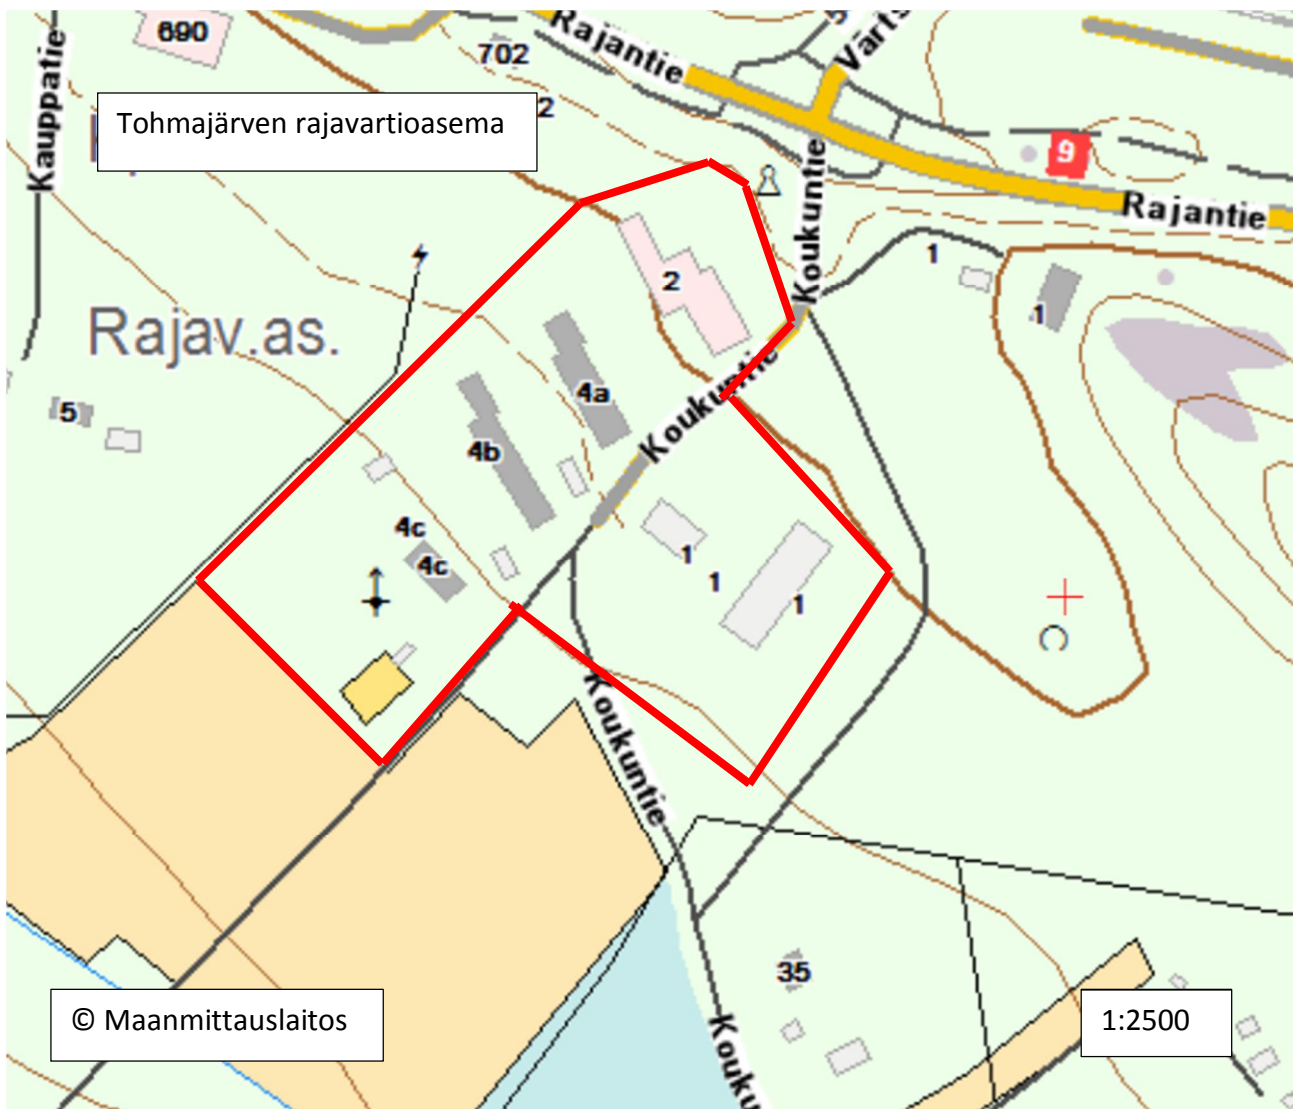 690
702
Rajantie
Värts
Kauppatie
Tohmajärven rajavartioasema
2
9
Koukuntie
Rajantie
1
2
Rajav.as.
1
4a
Koukuntie
5
4b
4c
4c
1
1
1
Koukuntie
35
© Maanmittauslaitos
1:2500
Kouku